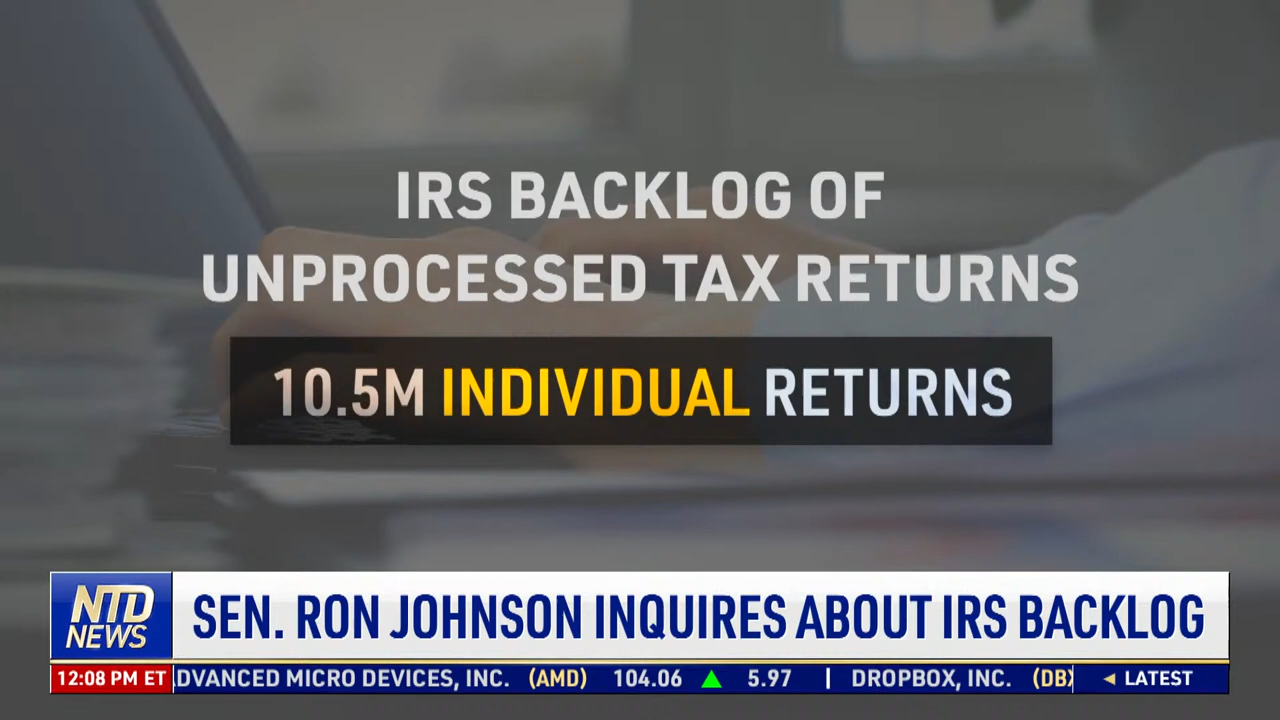 IRS BACKLOG OF
UNPROCESSED TAX RETURNS
10.5M INDIVIDUAL RETURNS
NTD
NEWS
SEN. RON JOHNSON INQUIRES ABOUT IRS BACKLOG
12:08 PM ET DVANCED MICRO DEVICES, INC. (AMD) 104.06 ▲ 5.97 | DROPBOX, INC. (DBX ◄ LATEST